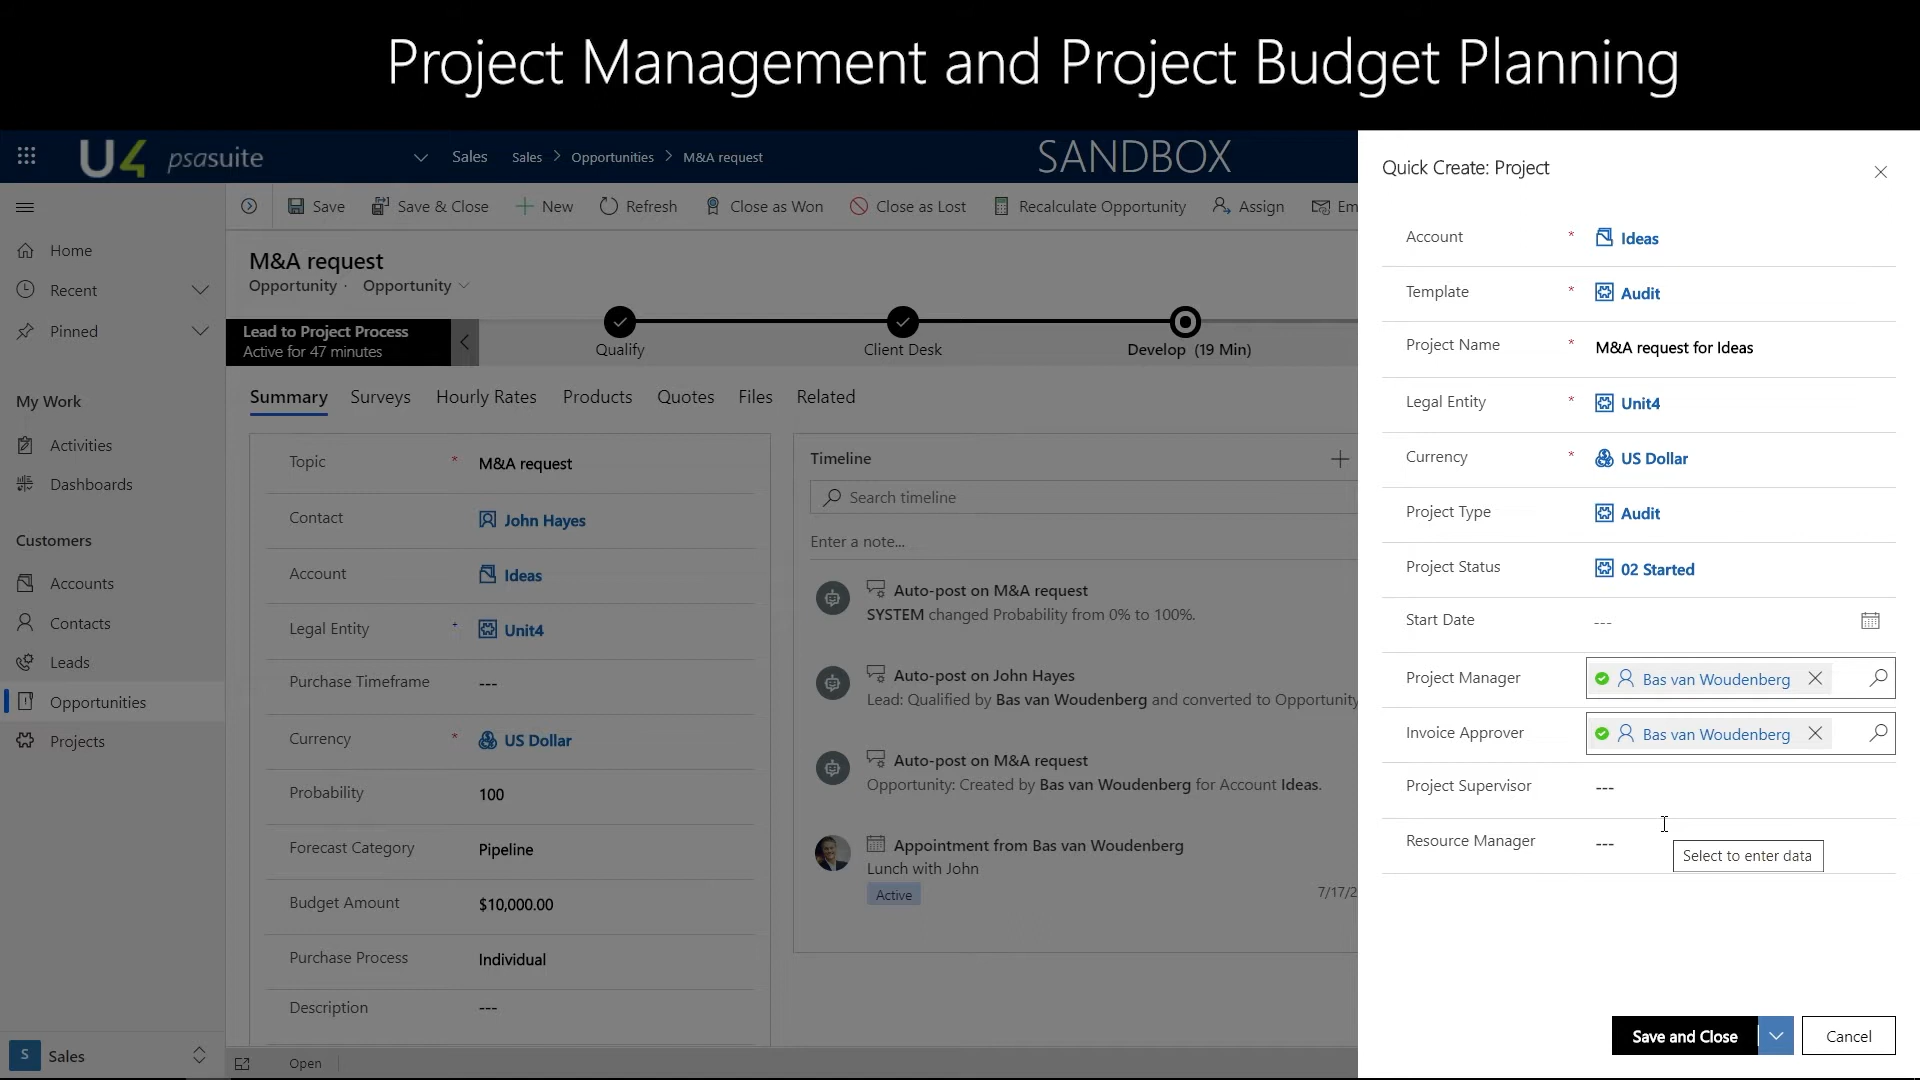 Project Management and Project Budget Planning
U4 psasuite
Sales
Sales > Opportunities > M&A request
SANDBOX
Save
Save & Close
New
Refresh
Close as Won
Close as Lost
Recalculate Opportunity
Assign
Em
Home
Recent
Pinned
My Work
Activities
Dashboards
Customers
Accounts
Contacts
Leads
Opportunities
Projects
S Sales
M&A request
Opportunity · Opportunity
Lead to Project Process
Active for 47 minutes
Qualify
Client Desk
Develop (19 Min)
Summary
Surveys
Hourly Rates
Products
Quotes
Files
Related
Topic * M&A request
Contact John Hayes
Account Ideas
Legal Entity + Unit4
Purchase Timeframe ---
Currency * US Dollar
Probability 100
Forecast Category Pipeline
Budget Amount $10,000.00
Purchase Process Individual
Description ---
Open
Timeline
Search timeline
Enter a note...
Auto-post on M&A request
SYSTEM changed Probability from 0% to 100%.
Auto-post on John Hayes
Lead: Qualified by Bas van Woudenberg and converted to Opportunity
Auto-post on M&A request
Opportunity: Created by Bas van Woudenberg for Account Ideas.
Appointment from Bas van Woudenberg
Lunch with John
Active
7/17/2
Quick Create: Project
Account * Ideas
Template * Audit
Project Name * M&A request for Ideas
Legal Entity * Unit4
Currency * US Dollar
Project Type Audit
Project Status 02 Started
Start Date ---
Project Manager Bas van Woudenberg
Invoice Approver Bas van Woudenberg
Project Supervisor ---
Resource Manager ---
Select to enter data
Save and Close
Cancel